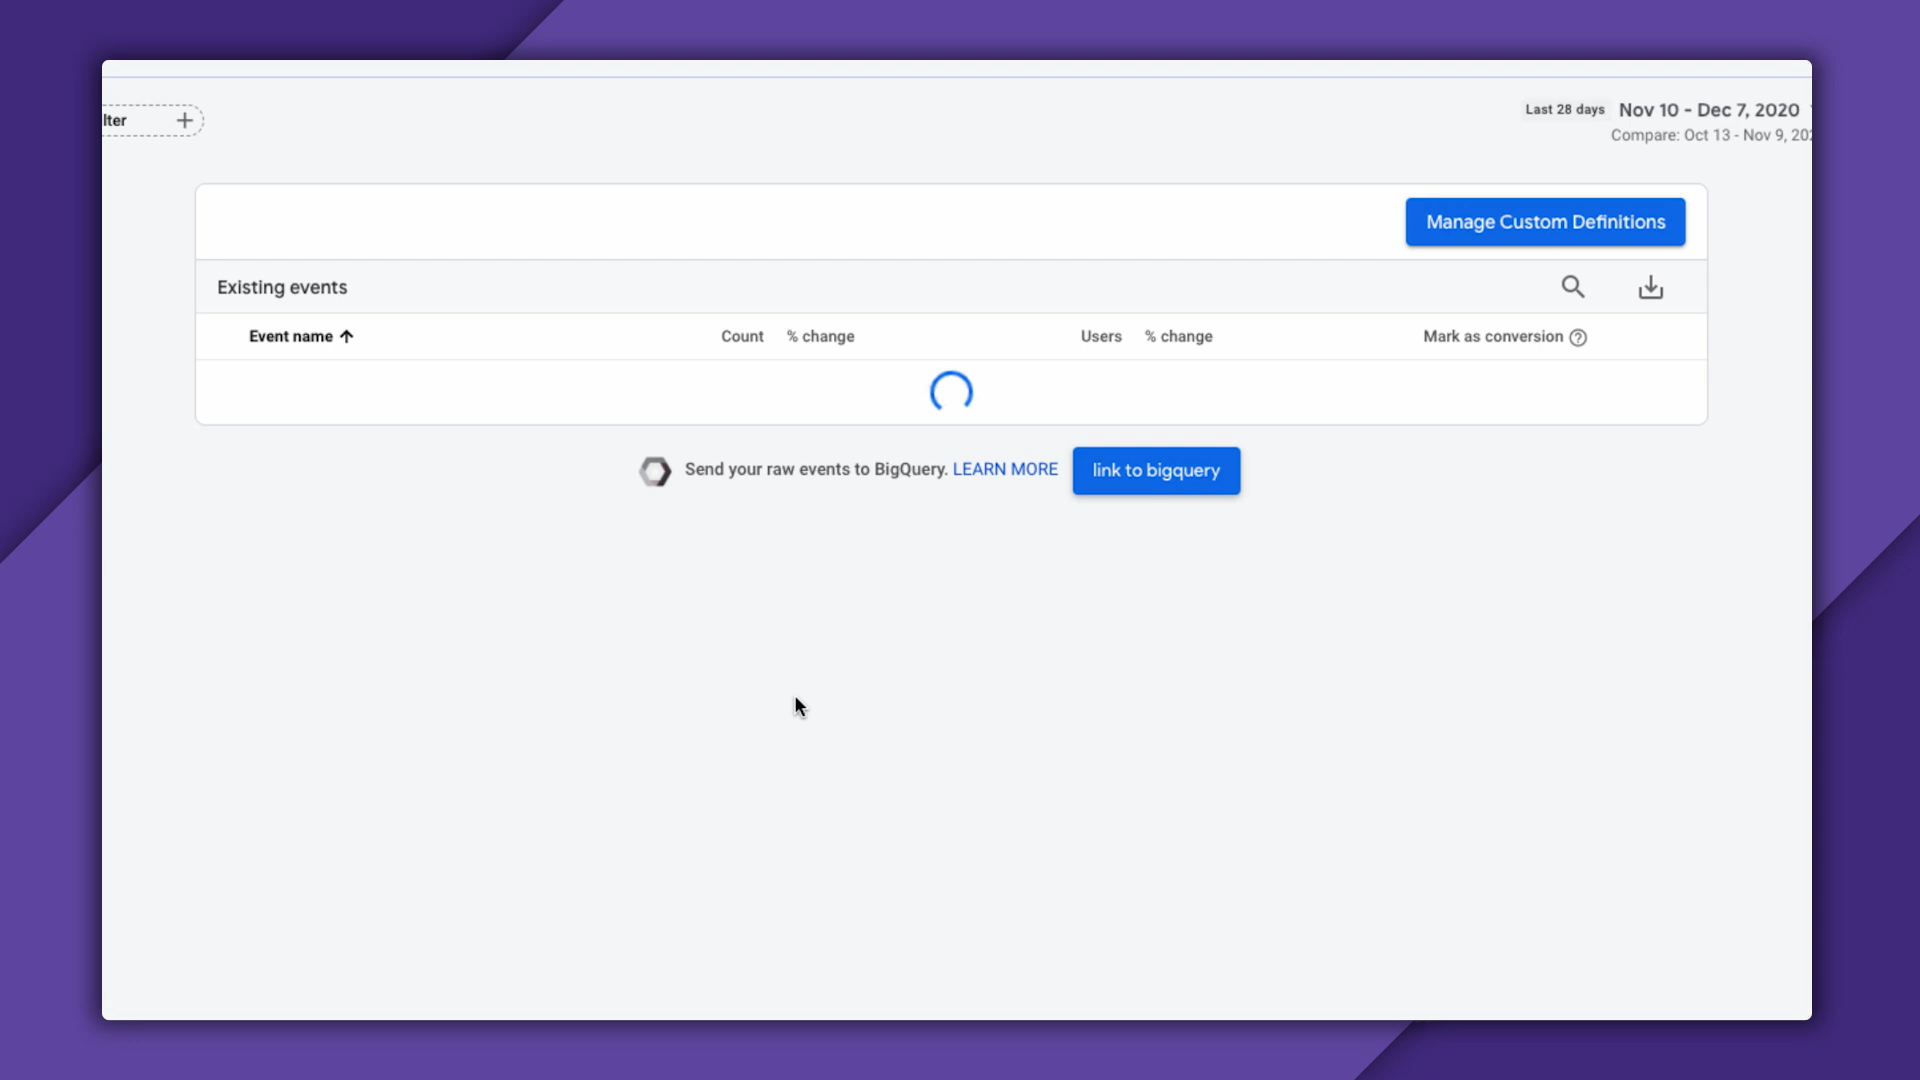 lter +
Last 28 days Nov 10 - Dec 7, 2020
Compare: Oct 13 - Nov 9, 202
Manage Custom Definitions
Existing events
Event name Count % change Users % change Mark as conversion
Send your raw events to BigQuery. LEARN MORE link to bigquery